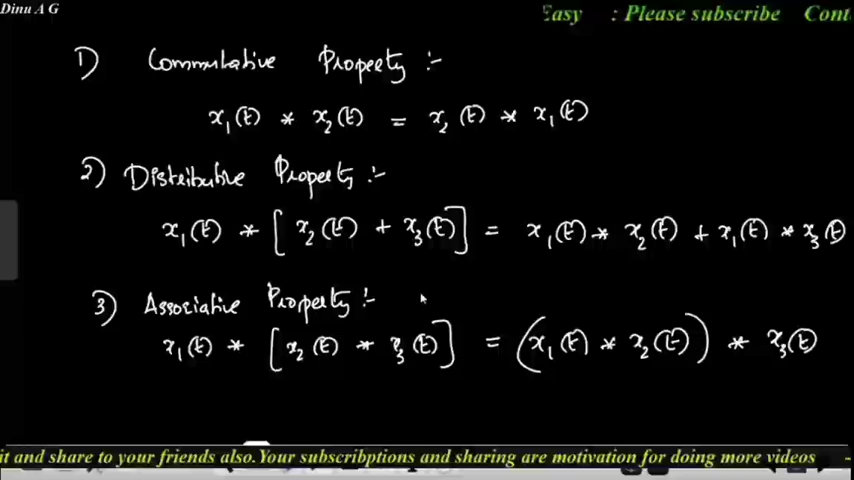 Dinu A G
Easy : Please subscribe Cont
1) Commutative Property :-
x₁(t) * x₂(t) = x₂(t) * x₁(t)
2) Distributive Property :-
x₁(t) * [x₂(t) + x₃(t)] = x₁(t) * x₂(t) + x₁(t) * x₃(t)
3) Associative Property :-
x₁(t) * [x₂(t) * x₃(t)] = (x₁(t) * x₂(t)) * x₃(t)
it and share to your friends also.Your subscribptions and sharing are motivation for doing more videos -